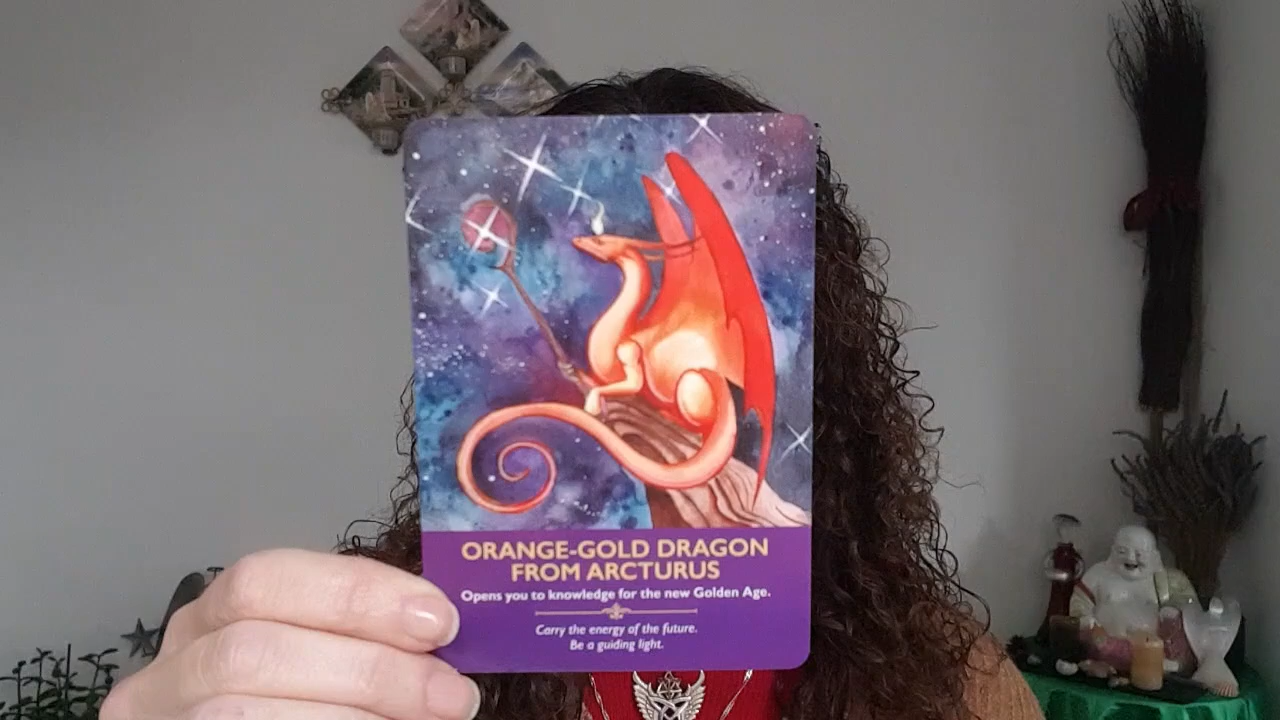 ORANGE-GOLD DRAGON
FROM ARCTURUS
Opens you to knowledge for the new Golden Age.
Carry the energy of the future.
Be a guiding light.